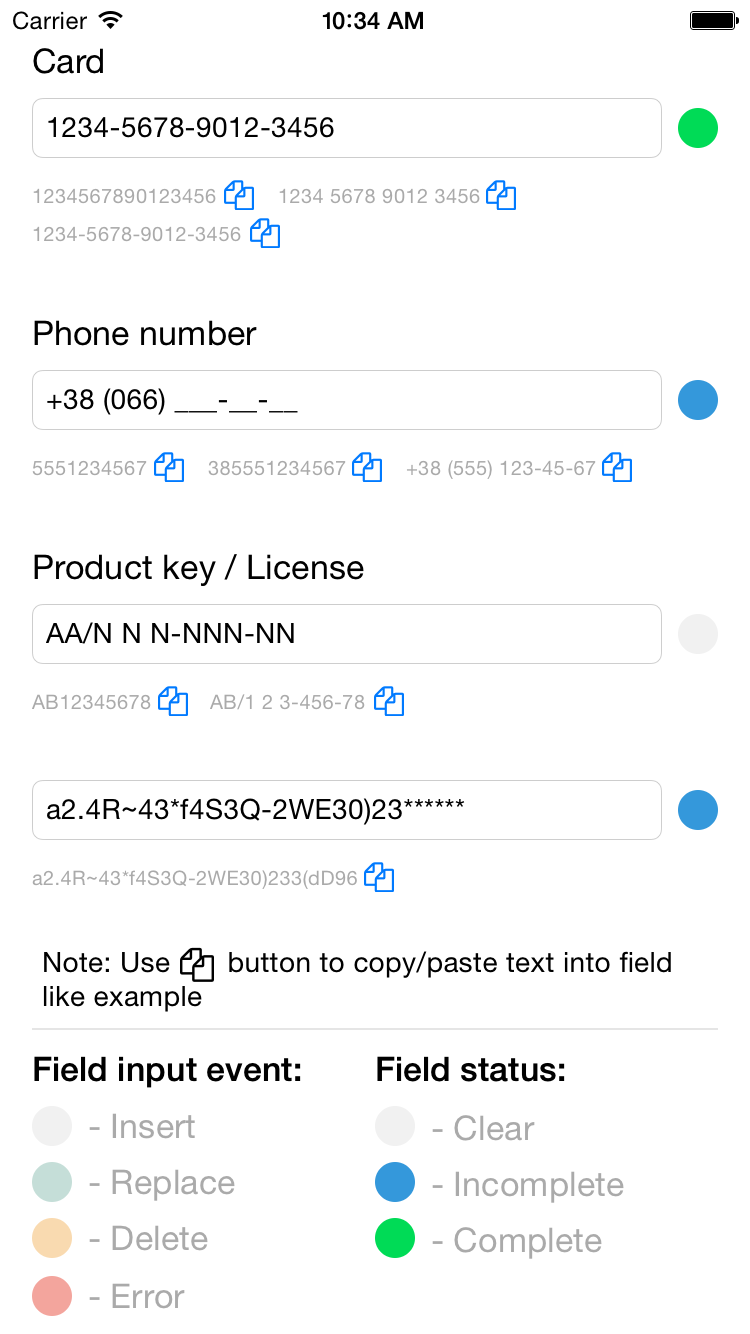 Carrier 10:34 AM
Card
1234-5678-9012-3456
1234567890123456 1234 5678 9012 3456
1234-5678-9012-3456
Phone number
+38 (066) ___-__-__
5551234567 385551234567 +38 (555) 123-45-67
Product key / License
AA/N N N-NNN-NN
AB12345678 AB/1 2 3-456-78
a2.4R~43*f4S3Q-2WE30)23******
a2.4R~43*f4S3Q-2WE30)233(dD96
Note: Use button to copy/paste text into field
like example
Field input event: Field status:
- Insert - Clear
- Replace - Incomplete
- Delete - Complete
- Error